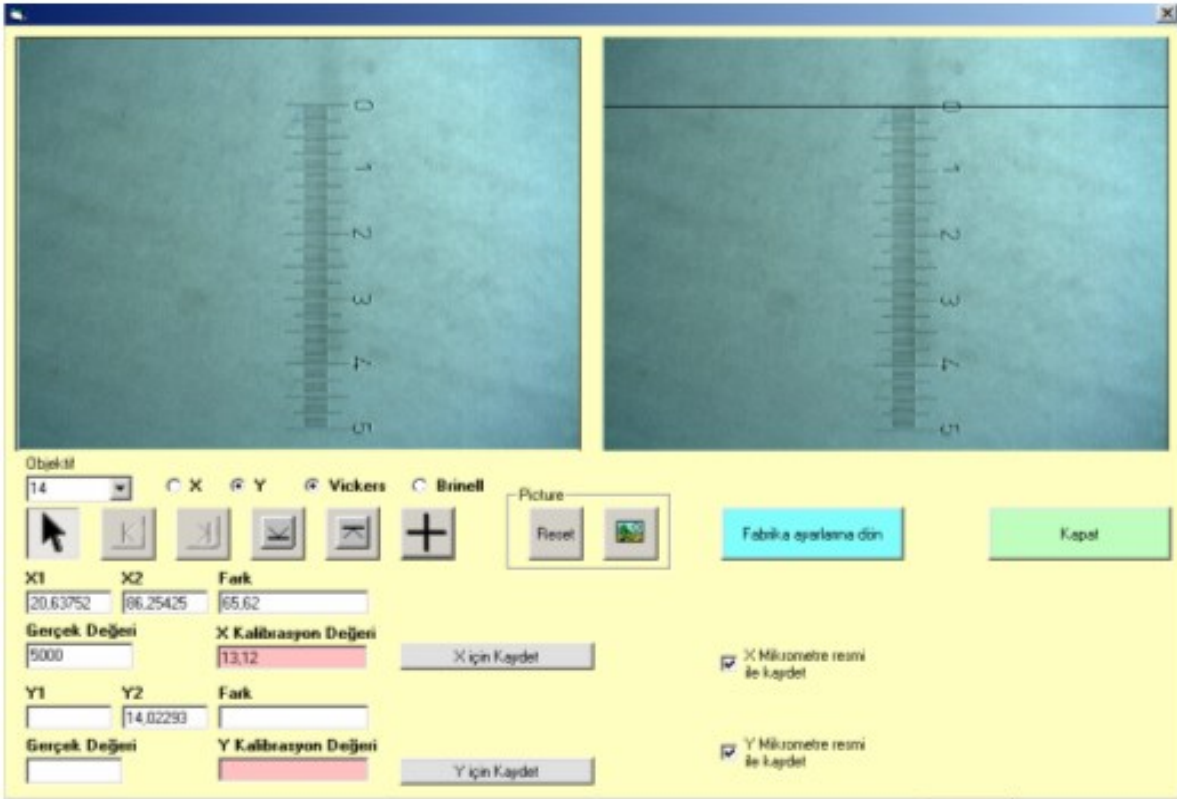 0
0
1
1
2
2
3
3
4
4
5
5
Objektif
14
X
Y
Vickers
Brinell
Picture
Reset
Fabrika ayarlarına dön
Kapat
X1 X2 Fark
20,63752 86,25425 65,62
Gerçek Değeri X Kalibrasyon Değeri
5000 13,12 X için Kaydet
X Mikrometre resmi
ile kaydet
Y1 Y2 Fark
14,02293
Gerçek Değeri Y Kalibrasyon Değeri
Y için Kaydet
Y Mikrometre resmi
ile kaydet